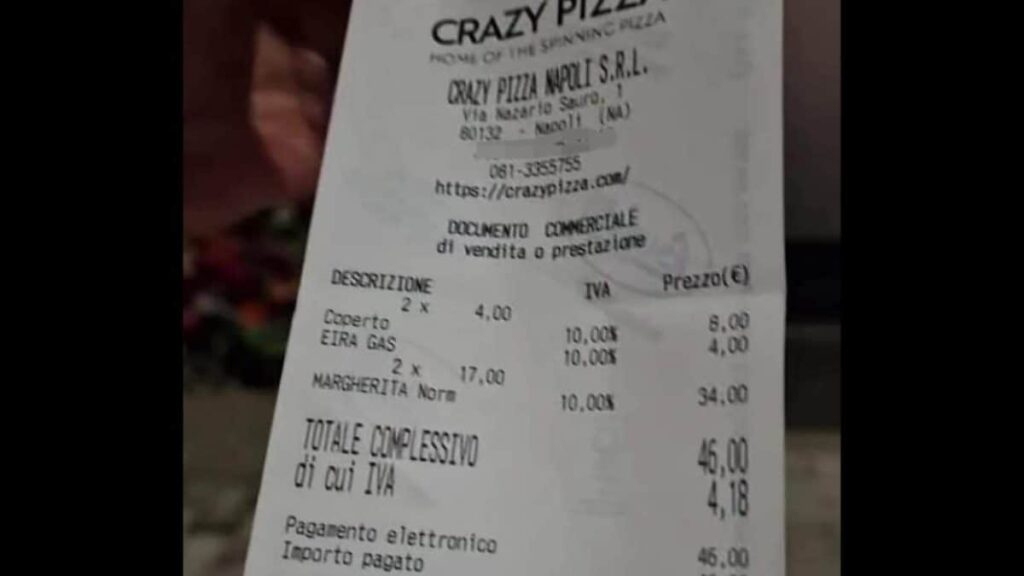 CRAZY PIZZA
HOME OF THE SPINNING PIZZA
CRAZY PIZZA NAPOLI S.R.L.
Via Nazario Sauro, 1
80132 - Napoli (NA)
081-3355755
https://crazypizza.com/
DOCUMENTO COMMERCIALE
di vendita o prestazione
DESCRIZIONE IVA Prezzo(€)
2 x 4,00
Coperto 10,00% 8,00
EIRA GAS 10,00% 4,00
2 x 17,00
MARGHERITA Norm 10,00% 34,00
TOTALE COMPLESSIVO 46,00
di cui IVA 4,18
Pagamento elettronico 46,00
Importo pagato